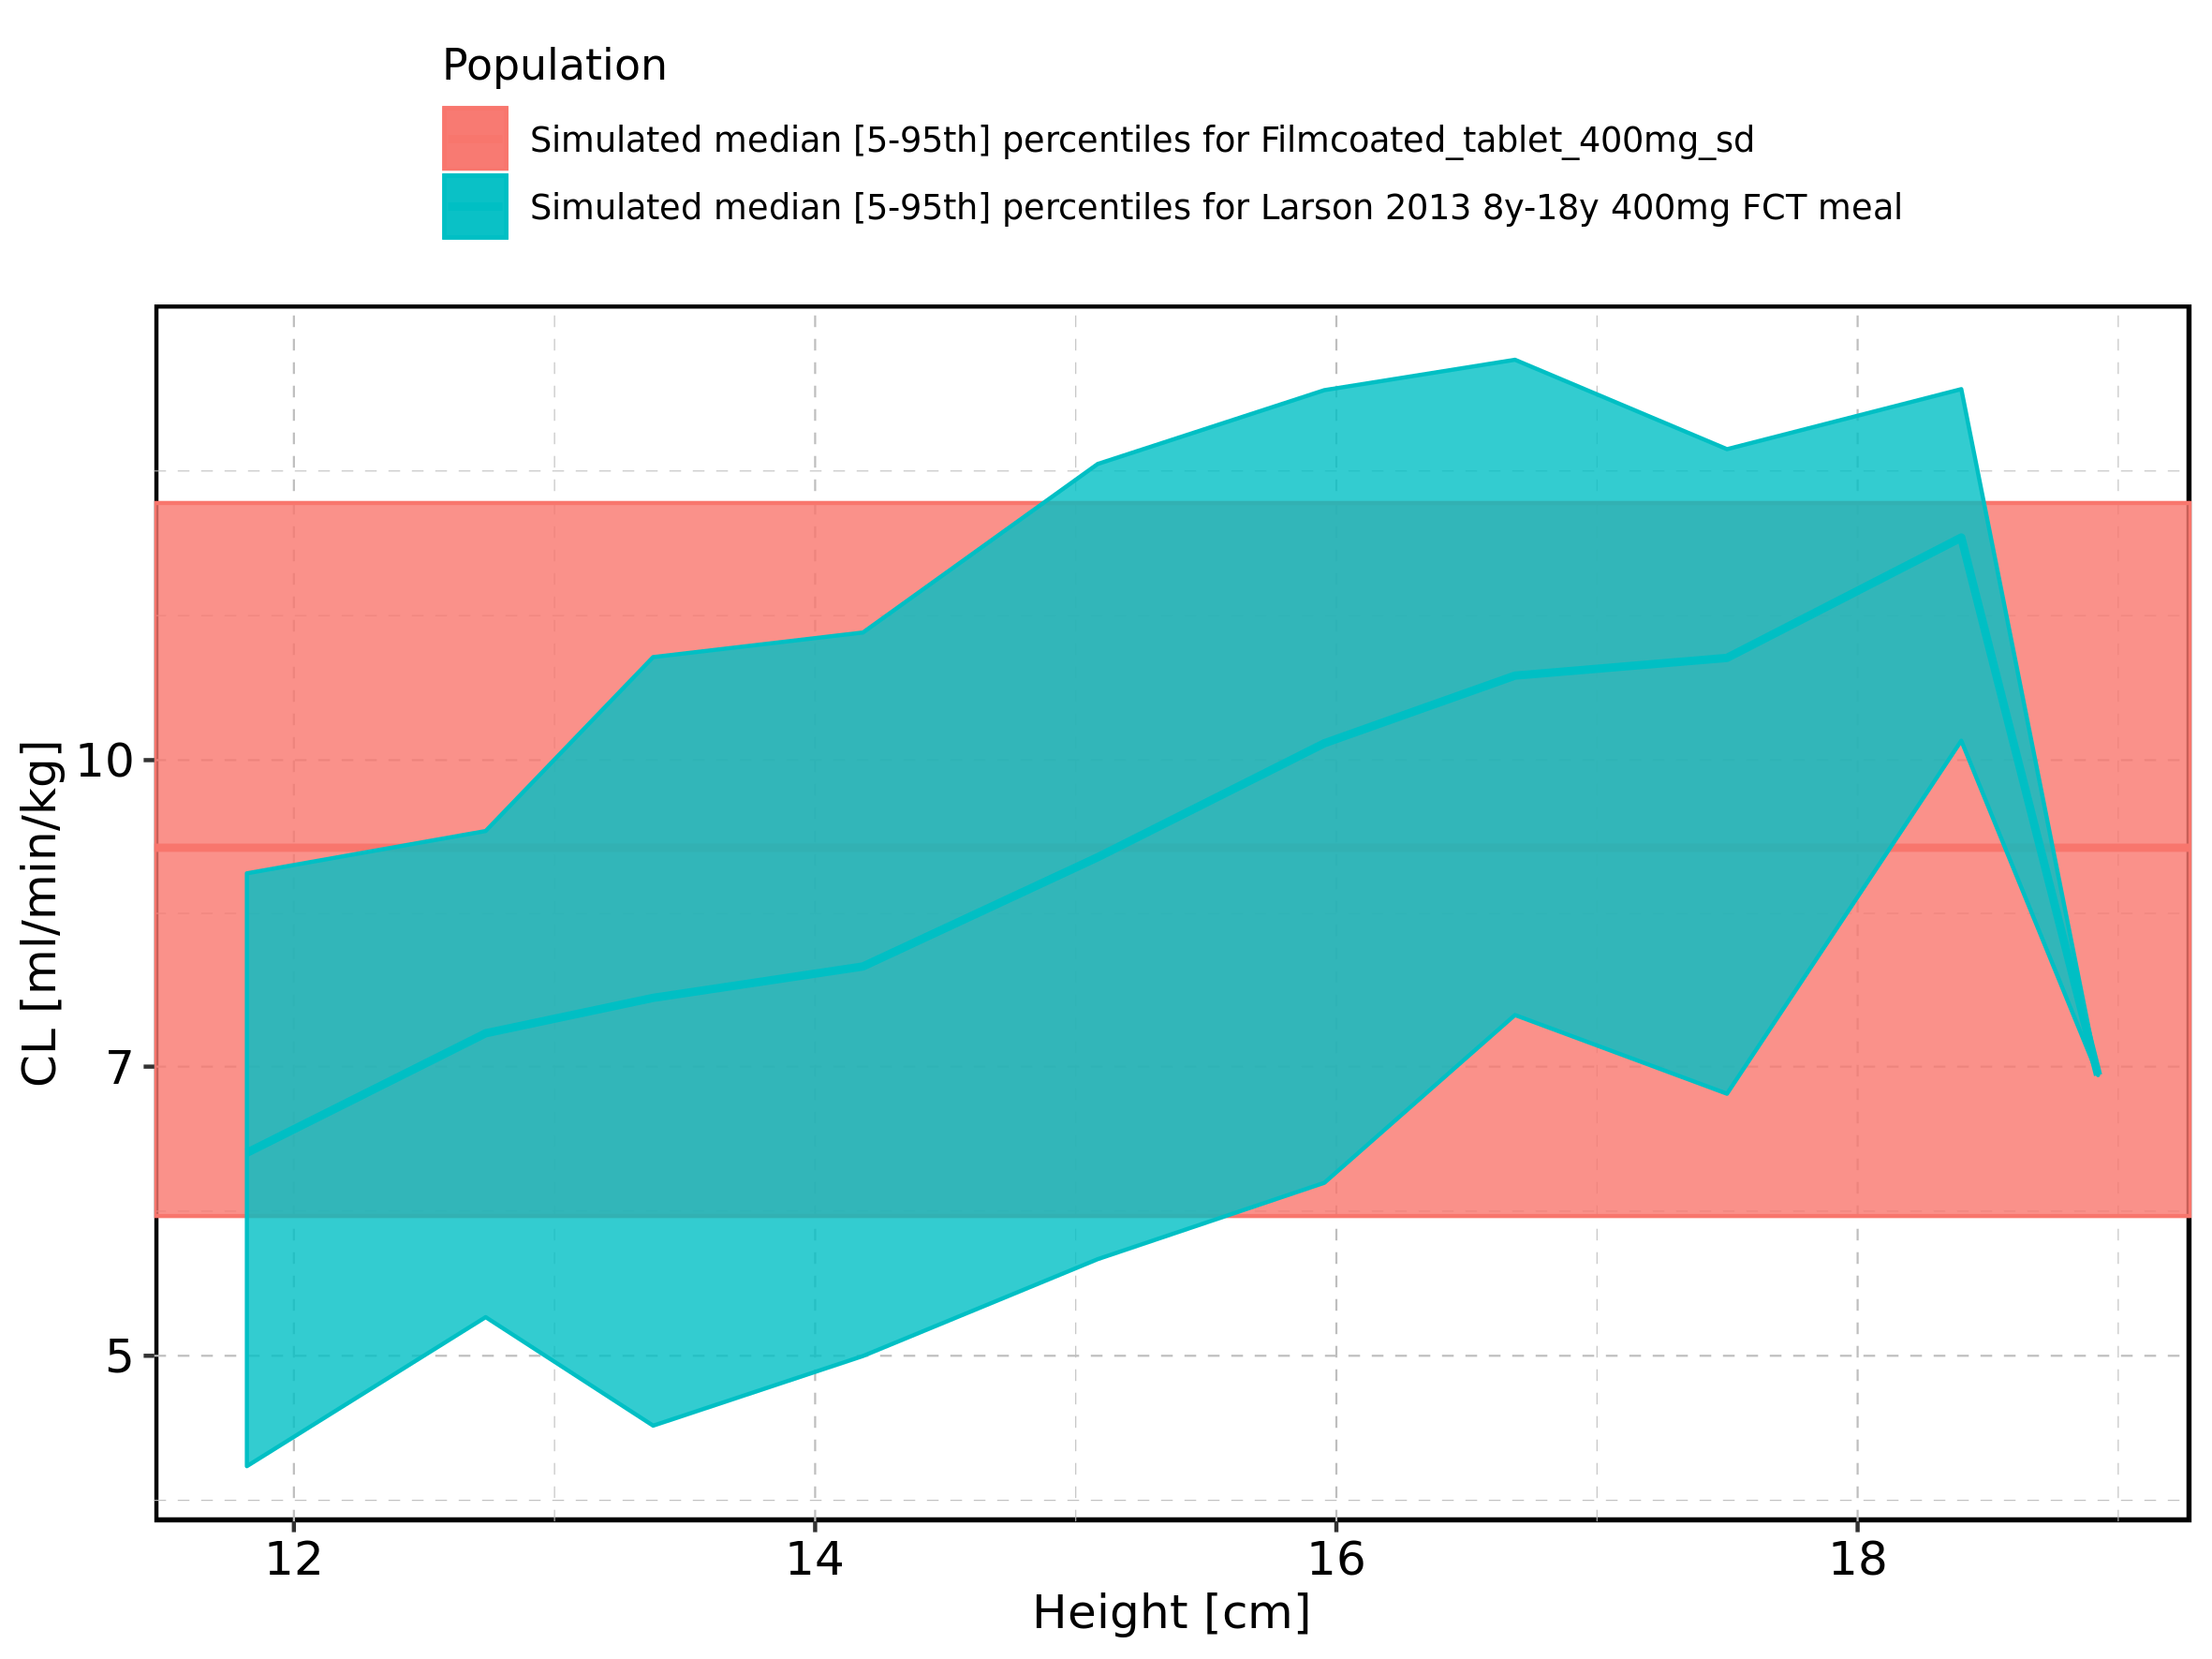 Population
Simulated median [5-95th] percentiles for Filmcoated_tablet_400mg_sd
Simulated median [5-95th] percentiles for Larson 2013 8y-18y 400mg FCT meal
CL [ml/min/kg]
10
7
5
12 14 16 18
Height [cm]